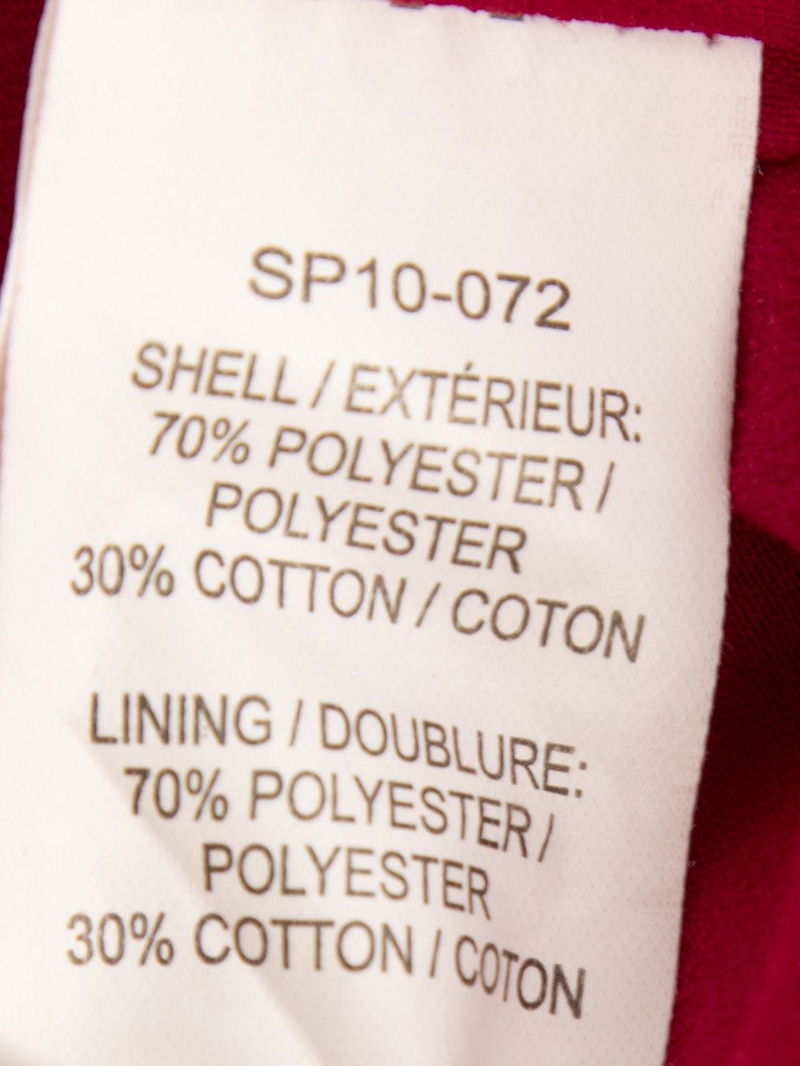 SP10-072
SHELL / EXTÉRIEUR:
70% POLYESTER /
POLYESTER
30% COTTON / COTON
LINING / DOUBLURE:
70% POLYESTER /
POLYESTER
30% COTTON / COTON